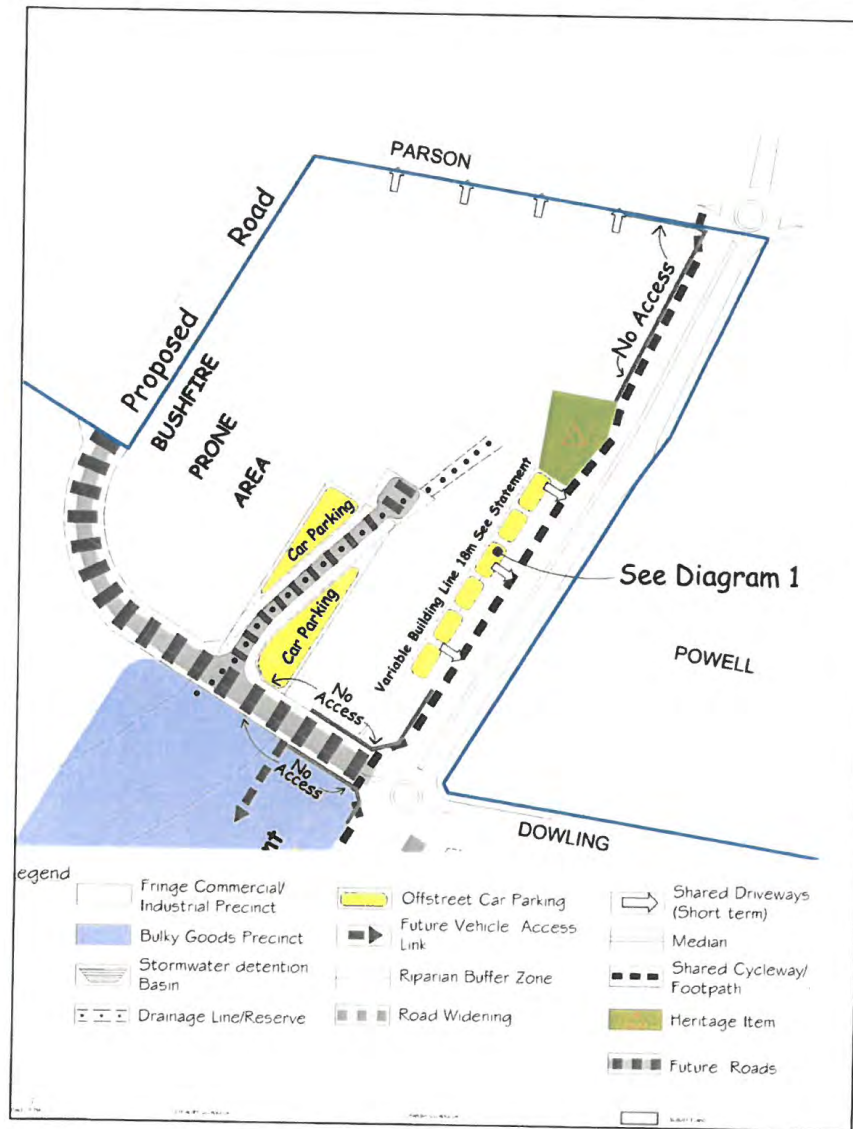 PARSON
Proposed Road
BUSHFIRE
PRONE
AREA
No Access
Car Parking
Car Parking
Variable Building Line 18m See Statement
See Diagram 1
POWELL
No
Access
No
Access
DOWLING
egend
Fringe Commercial/
Industrial Precinct
Bulky Goods Precinct
Stormwater detention
Basin
Drainage Line/Reserve
Offstreet Car Parking
Future Vehicle Access
Link
Riparian Buffer Zone
Road Widening
Shared Driveways
(Short term)
Median
Shared Cycleway/
Footpath
Heritage Item
Future Roads